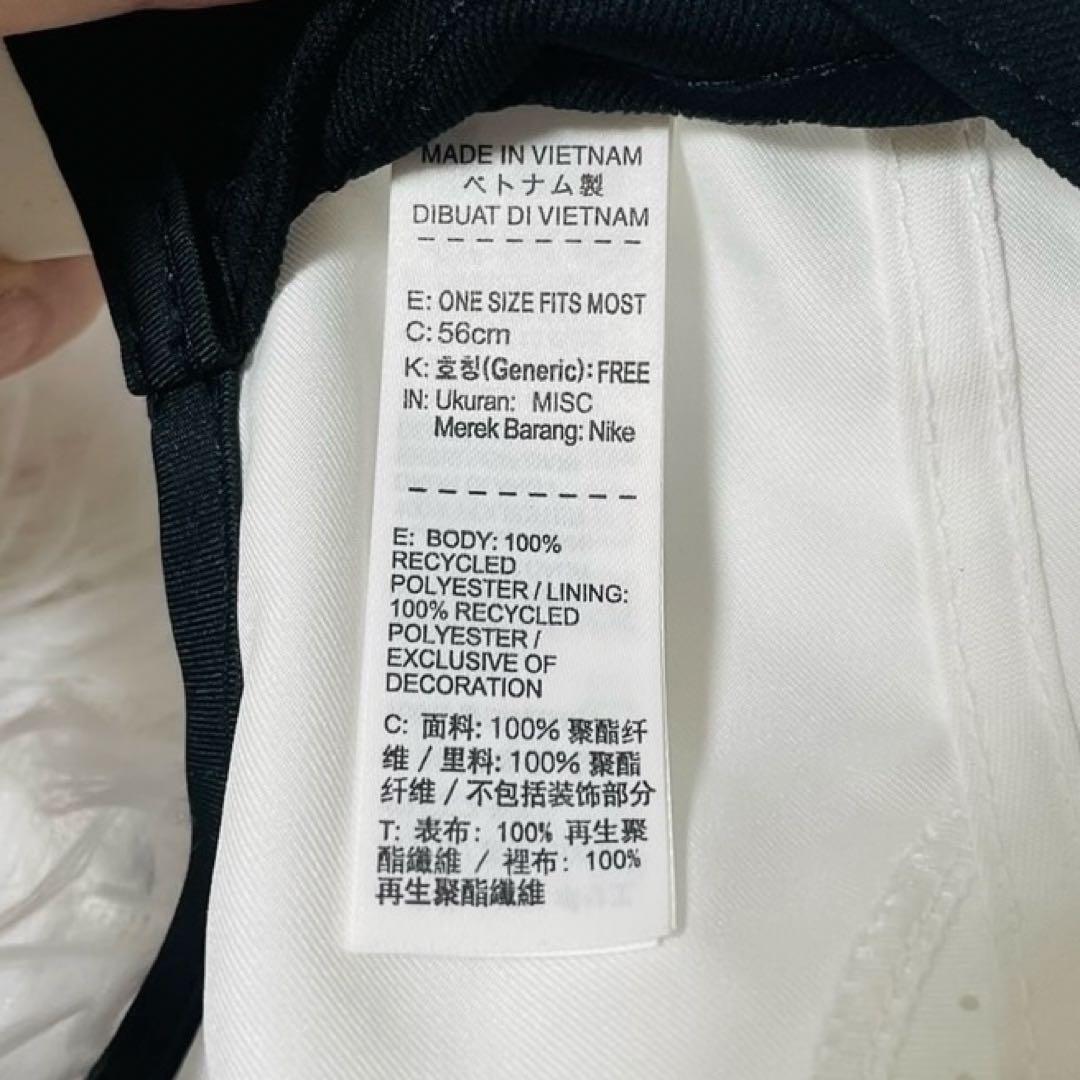 MADE IN VIETNAM
ベトナム製
DIBUAT DI VIETNAM
E: ONE SIZE FITS MOST
C: 56cm
K: 호칭(Generic): FREE
IN: Ukuran: MISC
Merek Barang: Nike
E: BODY: 100%
RECYCLED
POLYESTER / LINING:
100% RECYCLED
POLYESTER /
EXCLUSIVE OF
DECORATION
C: 面料: 100% 聚酯纤
维 / 里料: 100% 聚酯
纤维 / 不包括装饰部分
T: 表布: 100% 再生聚
酯纖維 / 裡布: 100%
再生聚酯纖維